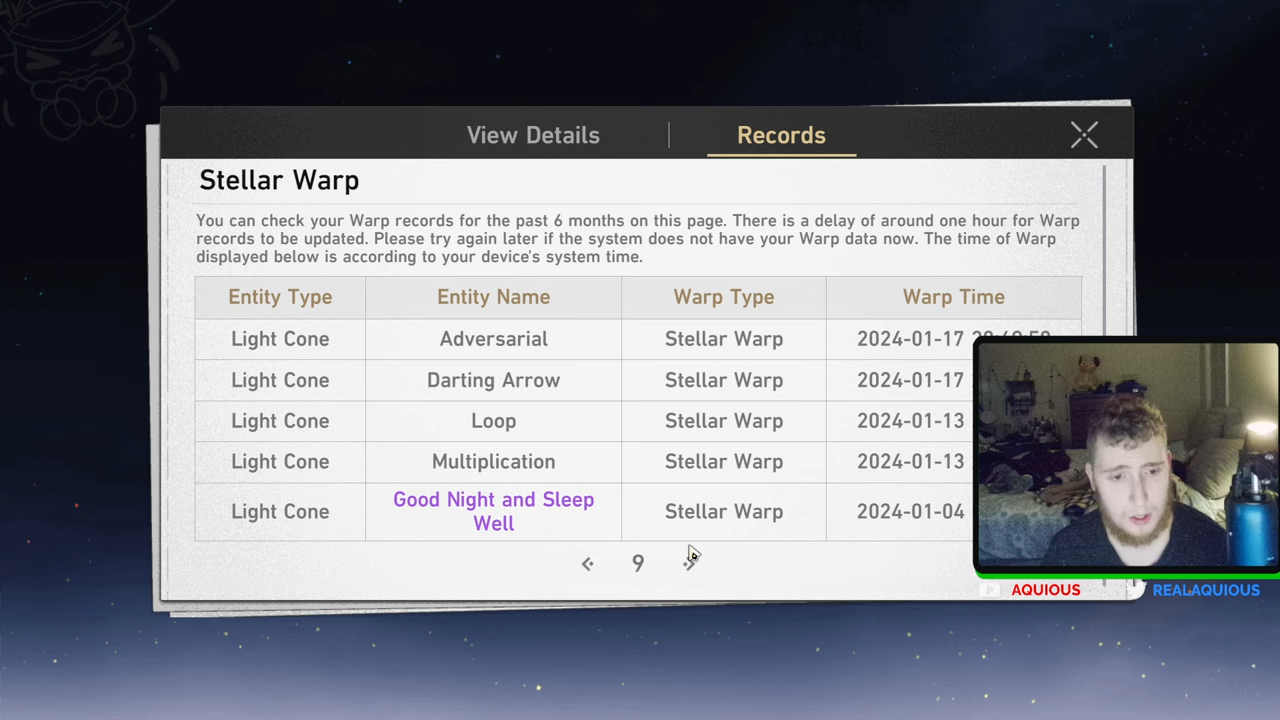 View Details
Records
Stellar Warp
You can check your Warp records for the past 6 months on this page. There is a delay of around one hour for Warp
records to be updated. Please try again later if the system does not have your Warp data now. The time of Warp
displayed below is according to your device's system time.
Entity Type Entity Name Warp Type Warp Time
Light Cone Adversarial Stellar Warp 2024-01-17
Light Cone Darting Arrow Stellar Warp 2024-01-17
Light Cone Loop Stellar Warp 2024-01-13
Light Cone Multiplication Stellar Warp 2024-01-13
Light Cone Good Night and Sleep
Well Stellar Warp 2024-01-04
9
AQUIOUS REALAQUIOUS